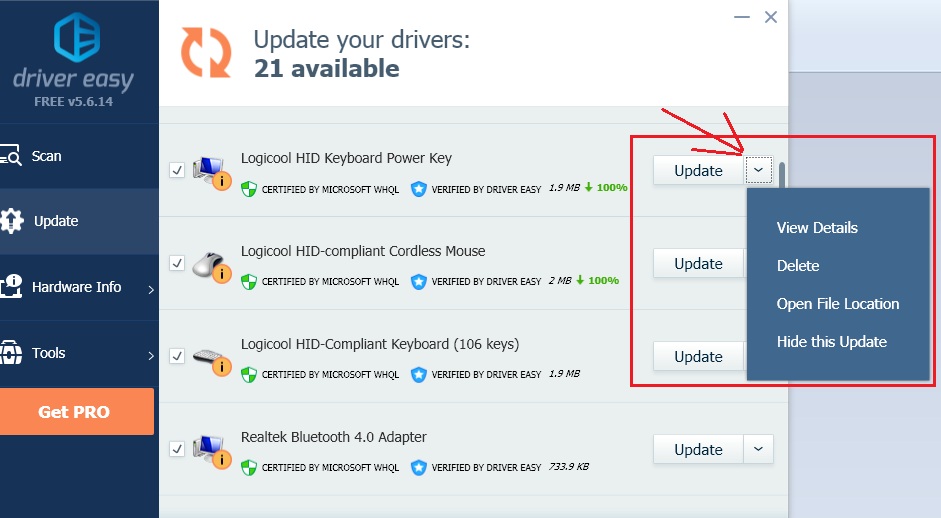 driver easy
FREE v5.6.14
Scan
Update
Hardware Info
Tools
Get PRO
Update your drivers:
21 available
Logicool HID Keyboard Power Key
CERTIFIED BY MICROSOFT WHQL VERIFIED BY DRIVER EASY 1.9 MB 100%
Update
Logicool HID-compliant Cordless Mouse
CERTIFIED BY MICROSOFT WHQL VERIFIED BY DRIVER EASY 2 MB 100%
Update
Logicool HID-Compliant Keyboard (106 keys)
CERTIFIED BY MICROSOFT WHQL VERIFIED BY DRIVER EASY 1.9 MB
Update
Realtek Bluetooth 4.0 Adapter
CERTIFIED BY MICROSOFT WHQL VERIFIED BY DRIVER EASY 733.9 KB
Update
View Details
Delete
Open File Location
Hide this Update